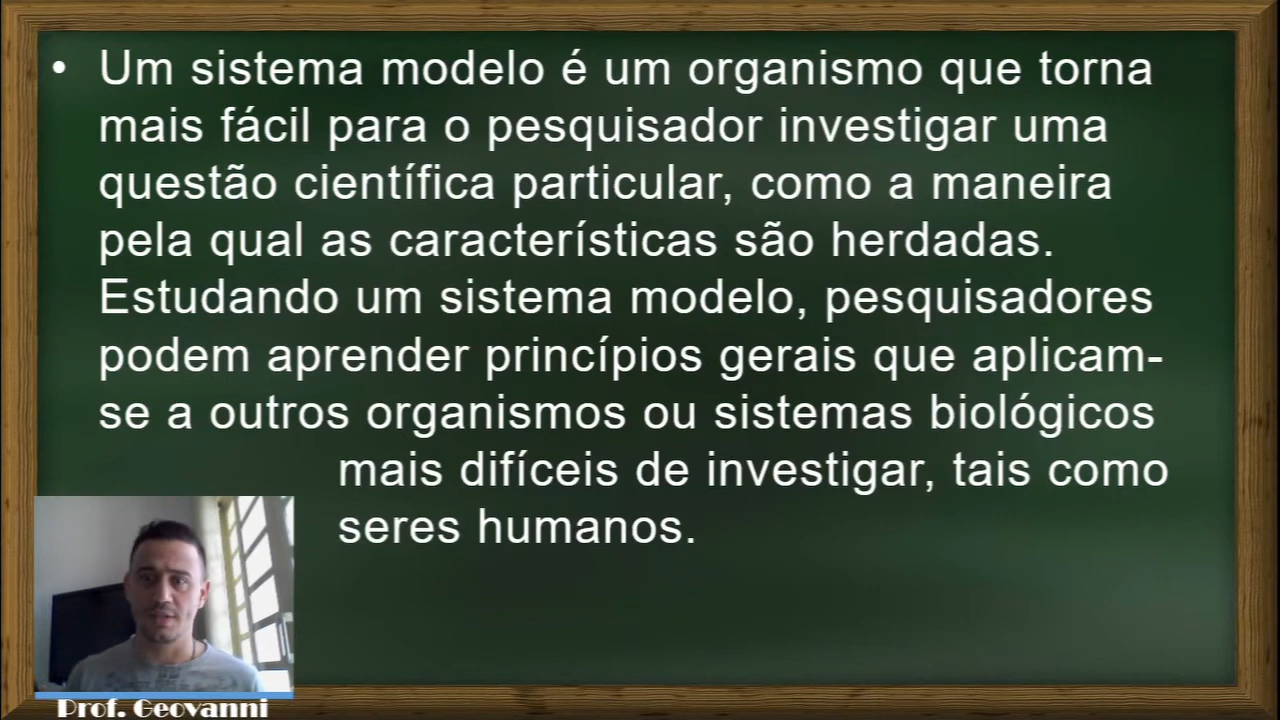 • Um sistema modelo é um organismo que torna
mais fácil para o pesquisador investigar uma
questão científica particular, como a maneira
pela qual as características são herdadas.
Estudando um sistema modelo, pesquisadores
podem aprender princípios gerais que aplicam-
se a outros organismos ou sistemas biológicos
mais difíceis de investigar, tais como
seres humanos.
Prof. Geovanni